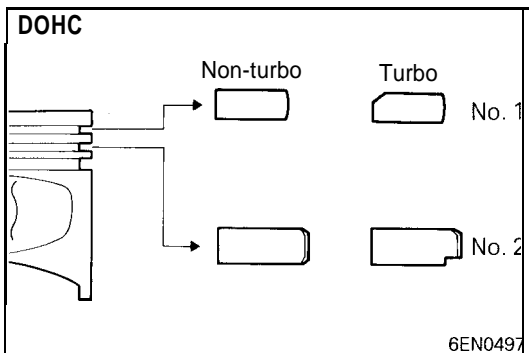 DOHC
Non-turbo Turbo
No. 1
No. 2
6EN0497